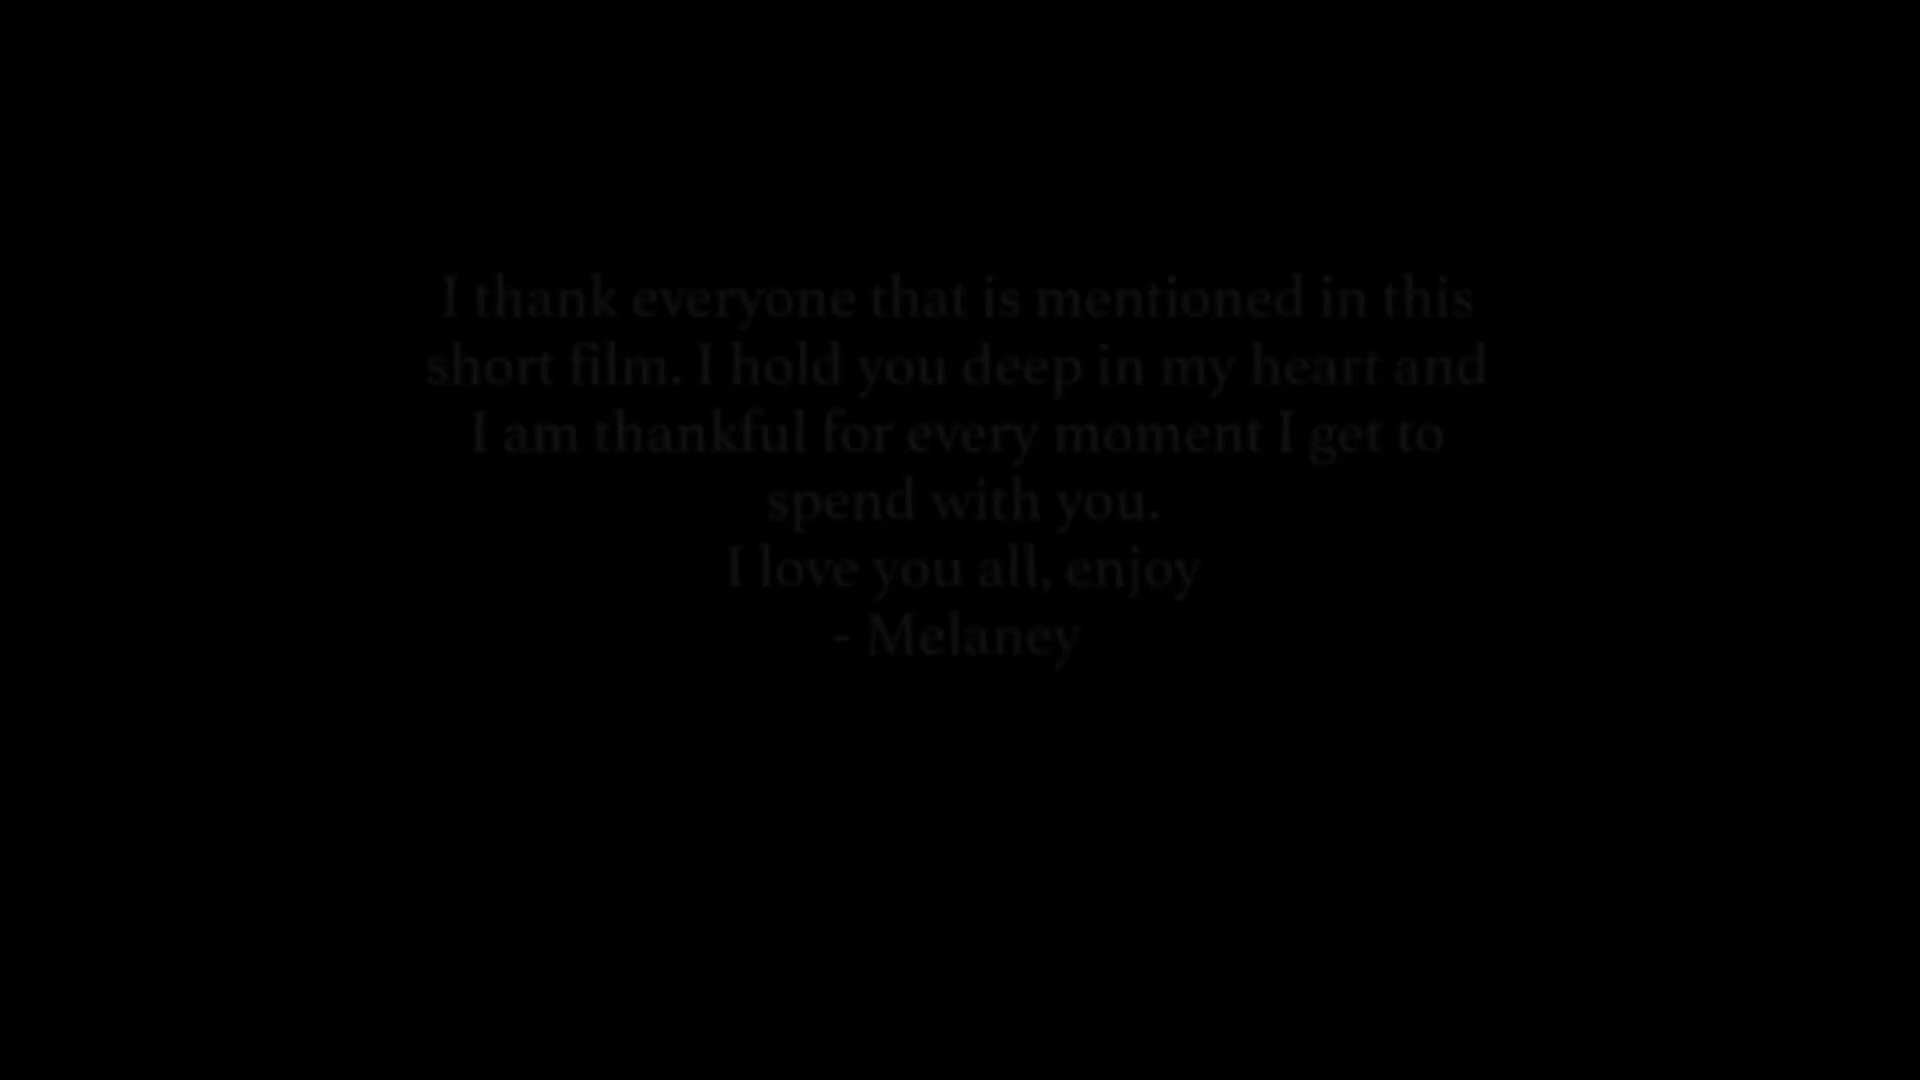 I thank everyone that is mentioned in this
short film. I hold you deep in my heart and
I am thankful for every moment I get to
spend with you.
I love you all, enjoy
- Melaney